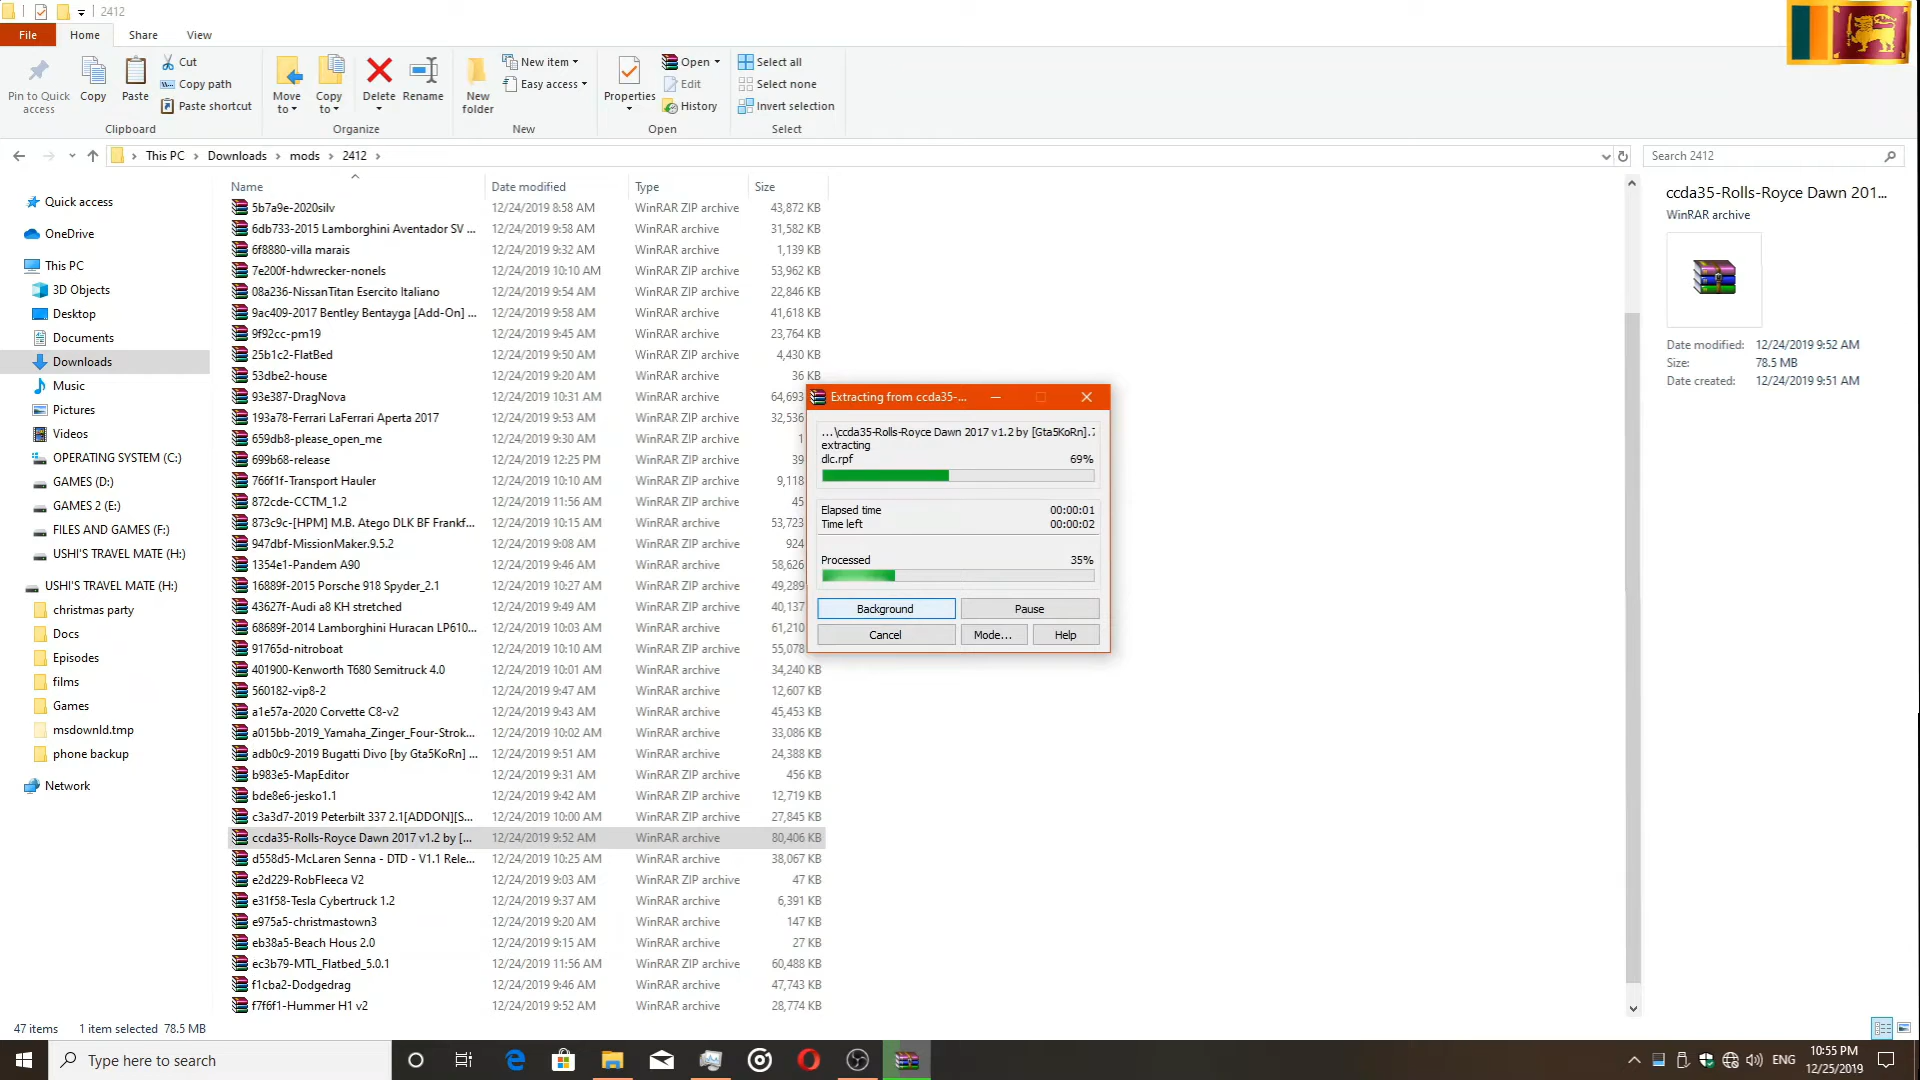 2412
File Home Share View
Pin to Quick access
Copy
Paste
Cut
Copy path
Paste shortcut
Clipboard
Move to
Copy to
Delete
Rename
Organize
New folder
New item
Easy access
New
Properties
Open
Edit
History
Open
Select all
Select none
Invert selection
Select
This PC > Downloads > mods > 2412 >
Search 2412
Quick access
OneDrive
This PC
3D Objects
Desktop
Documents
Downloads
Music
Pictures
Videos
OPERATING SYSTEM (C:)
GAMES (D:)
GAMES 2 (E:)
FILES AND GAMES (F:)
USHI'S TRAVEL MATE (H:)
USHI'S TRAVEL MATE (H:)
christmas party
Docs
Episodes
films
Games
msdownld.tmp
phone backup
Network
Name Date modified Type Size
5b7a9e-2020silv 12/24/2019 8:58 AM WinRAR ZIP archive 43,872 KB
6db733-2015 Lamborghini Aventador SV ... 12/24/2019 9:58 AM WinRAR archive 31,582 KB
6f8880-villa marais 12/24/2019 9:32 AM WinRAR archive 1,139 KB
7e200f-hdwrecker-nonels 12/24/2019 10:10 AM WinRAR ZIP archive 53,962 KB
08a236-NissanTitan Esercito Italiano 12/24/2019 9:54 AM WinRAR ZIP archive 22,846 KB
9ac409-2017 Bentley Bentayga [Add-On] ... 12/24/2019 9:58 AM WinRAR ZIP archive 41,618 KB
9f92cc-pm19 12/24/2019 9:45 AM WinRAR ZIP archive 23,764 KB
25b1c2-FlatBed 12/24/2019 9:50 AM WinRAR ZIP archive 4,430 KB
53dbe2-house 12/24/2019 9:20 AM WinRAR archive 36 KB
93e387-DragNova 12/24/2019 10:31 AM WinRAR ZIP archive 64,693
193a78-Ferrari LaFerrari Aperta 2017 12/24/2019 9:53 AM WinRAR ZIP archive 32,536
659db8-please_open_me 12/24/2019 9:30 AM WinRAR archive 1
699b68-release 12/24/2019 12:25 PM WinRAR ZIP archive 39
766f1f-Transport Hauler 12/24/2019 10:10 AM WinRAR ZIP archive 9,118
872cde-CCTM_1.2 12/24/2019 11:56 AM WinRAR archive 45
873c9c-[HPM] M.B. Atego DLK BF Frankf... 12/24/2019 10:15 AM WinRAR archive 53,723
947dbf-MissionMaker.9.5.2 12/24/2019 9:08 AM WinRAR archive 924
1354e1-Pandem A90 12/24/2019 9:46 AM WinRAR archive 58,626
16889f-2015 Porsche 918 Spyder_2.1 12/24/2019 10:27 AM WinRAR ZIP archive 49,289
43627f-Audi a8 KH stretched 12/24/2019 9:49 AM WinRAR archive 40,137
68689f-2014 Lamborghini Huracan LP610... 12/24/2019 10:03 AM WinRAR archive 61,210
91765d-nitroboat 12/24/2019 10:10 AM WinRAR ZIP archive 55,078
401900-Kenworth T680 Semitruck 4.0 12/24/2019 10:01 AM WinRAR ZIP archive 34,240 KB
560182-vip8-2 12/24/2019 9:47 AM WinRAR archive 12,607 KB
a1e57a-2020 Corvette C8-v2 12/24/2019 9:43 AM WinRAR archive 45,453 KB
a015bb-2019_Yamaha_Zinger_Four-Strok... 12/24/2019 10:02 AM WinRAR ZIP archive 33,086 KB
adb0c9-2019 Bugatti Divo [by Gta5KoRn] ... 12/24/2019 9:51 AM WinRAR ZIP archive 24,388 KB
b983e5-MapEditor 12/24/2019 9:31 AM WinRAR ZIP archive 456 KB
bde8e6-jesko1.1 12/24/2019 9:42 AM WinRAR archive 12,719 KB
c3a3d7-2019 Peterbilt 337 2.1[ADDON][S... 12/24/2019 10:00 AM WinRAR archive 27,845 KB
ccda35-Rolls-Royce Dawn 2017 v1.2 by [... 12/24/2019 9:52 AM WinRAR archive 80,406 KB
d558d5-McLaren Senna - DTD - V1.1 Rele... 12/24/2019 10:25 AM WinRAR archive 38,067 KB
e2d229-RobFleeca V2 12/24/2019 9:03 AM WinRAR ZIP archive 47 KB
e31f58-Tesla Cybertruck 1.2 12/24/2019 9:37 AM WinRAR archive 6,391 KB
e975a5-christmastown3 12/24/2019 9:20 AM WinRAR archive 147 KB
eb38a5-Beach Hous 2.0 12/24/2019 9:15 AM WinRAR archive 27 KB
ec3b79-MTL_Flatbed_5.0.1 12/24/2019 11:56 AM WinRAR ZIP archive 60,488 KB
f1cba2-Dodgedrag 12/24/2019 9:46 AM WinRAR archive 47,743 KB
f7f6f1-Hummer H1 v2 12/24/2019 9:52 AM WinRAR archive 28,774 KB
Extracting from ccda35-...
...\ccda35-Rolls-Royce Dawn 2017 v1.2 by [Gta5KoRn].
extracting
dlc.rpf 69%
Elapsed time 00:00:01
Time left 00:00:02
Processed 35%
Background Pause
Cancel Mode... Help
ccda35-Rolls-Royce Dawn 201...
WinRAR archive
Date modified: 12/24/2019 9:52 AM
Size: 78.5 MB
Date created: 12/24/2019 9:51 AM
47 items 1 item selected 78.5 MB
Type here to search
ENG
10:55 PM
12/25/2019